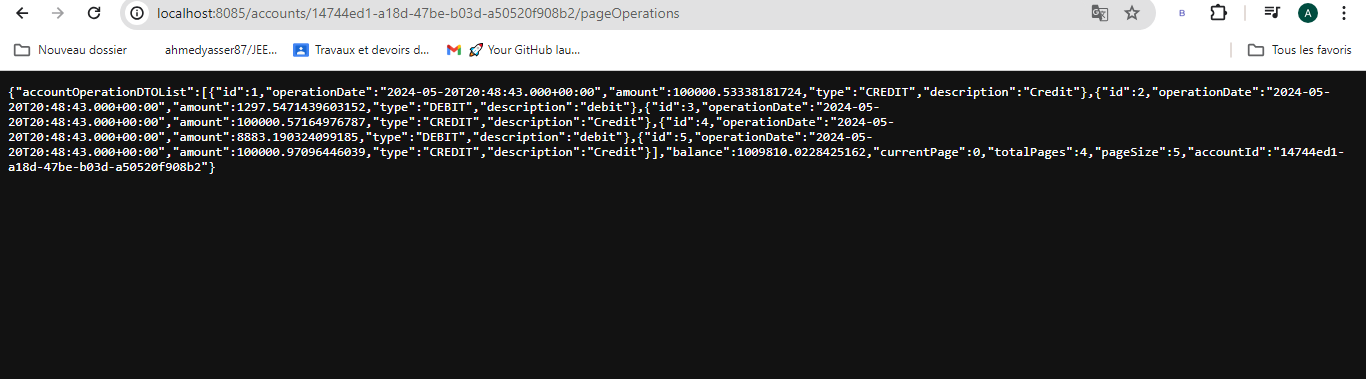 localhost:8085/accounts/14744ed1-a18d-47be-b03d-a50520f908b2/pageOperations
B
A
Nouveau dossier
ahmedyasser87/JEE...
Travaux et devoirs d...
Your GitHub lau...
Tous les favoris
{"accountOperationDTOList":[{"id":1,"operationDate":"2024-05-20T20:48:43.000+00:00","amount":100000.53338181724,"type":"CREDIT","description":"Credit"},{"id":2,"operationDate":"2024-05-
20T20:48:43.000+00:00","amount":1297.5471439603152,"type":"DEBIT","description":"debit"},{"id":3,"operationDate":"2024-05-
20T20:48:43.000+00:00","amount":100000.57164976787,"type":"CREDIT","description":"Credit"},{"id":4,"operationDate":"2024-05-
20T20:48:43.000+00:00","amount":8883.190324099185,"type":"DEBIT","description":"debit"},{"id":5,"operationDate":"2024-05-
20T20:48:43.000+00:00","amount":100000.97096446039,"type":"CREDIT","description":"Credit"}],"balance":1009810.0228425162,"currentPage":0,"totalPages":4,"pageSize":5,"accountId":"14744ed1-
a18d-47be-b03d-a50520f908b2"}